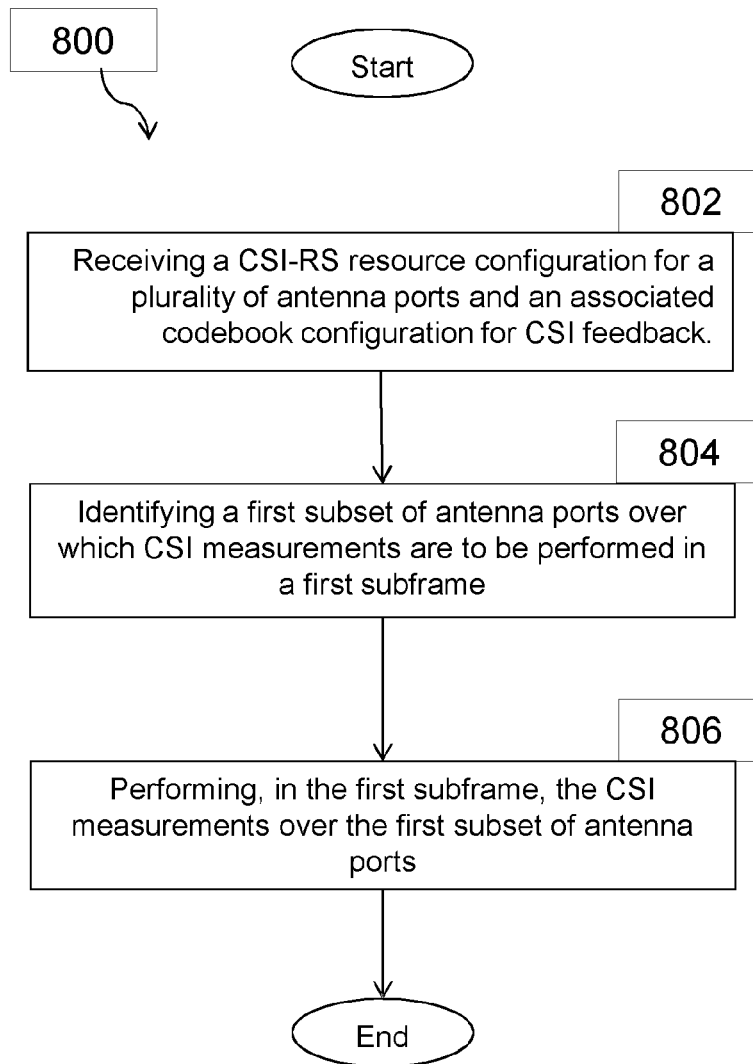 800
Start
802
Receiving a CSI-RS resource configuration for a
plurality of antenna ports and an associated
codebook configuration for CSI feedback.
804
Identifying a first subset of antenna ports over
which CSI measurements are to be performed in
a first subframe
806
Performing, in the first subframe, the CSI
measurements over the first subset of antenna
ports
End